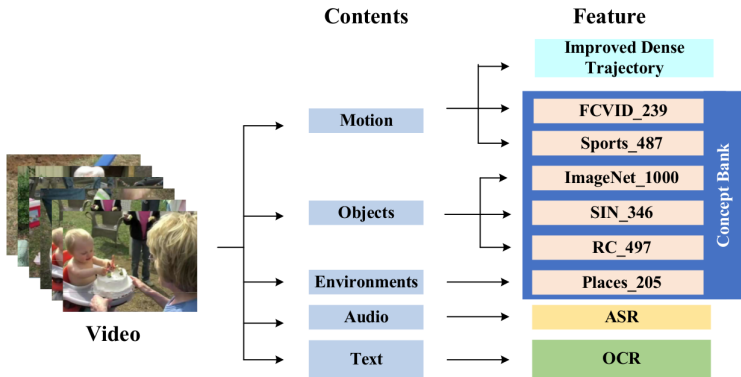 Contents
Feature
Improved Dense
Trajectory
Motion
FCVID_239
Sports_487
ImageNet_1000
Objects
SIN_346
RC_497
Environments
Places_205
Concept Bank
Audio
ASR
Video
Text
OCR